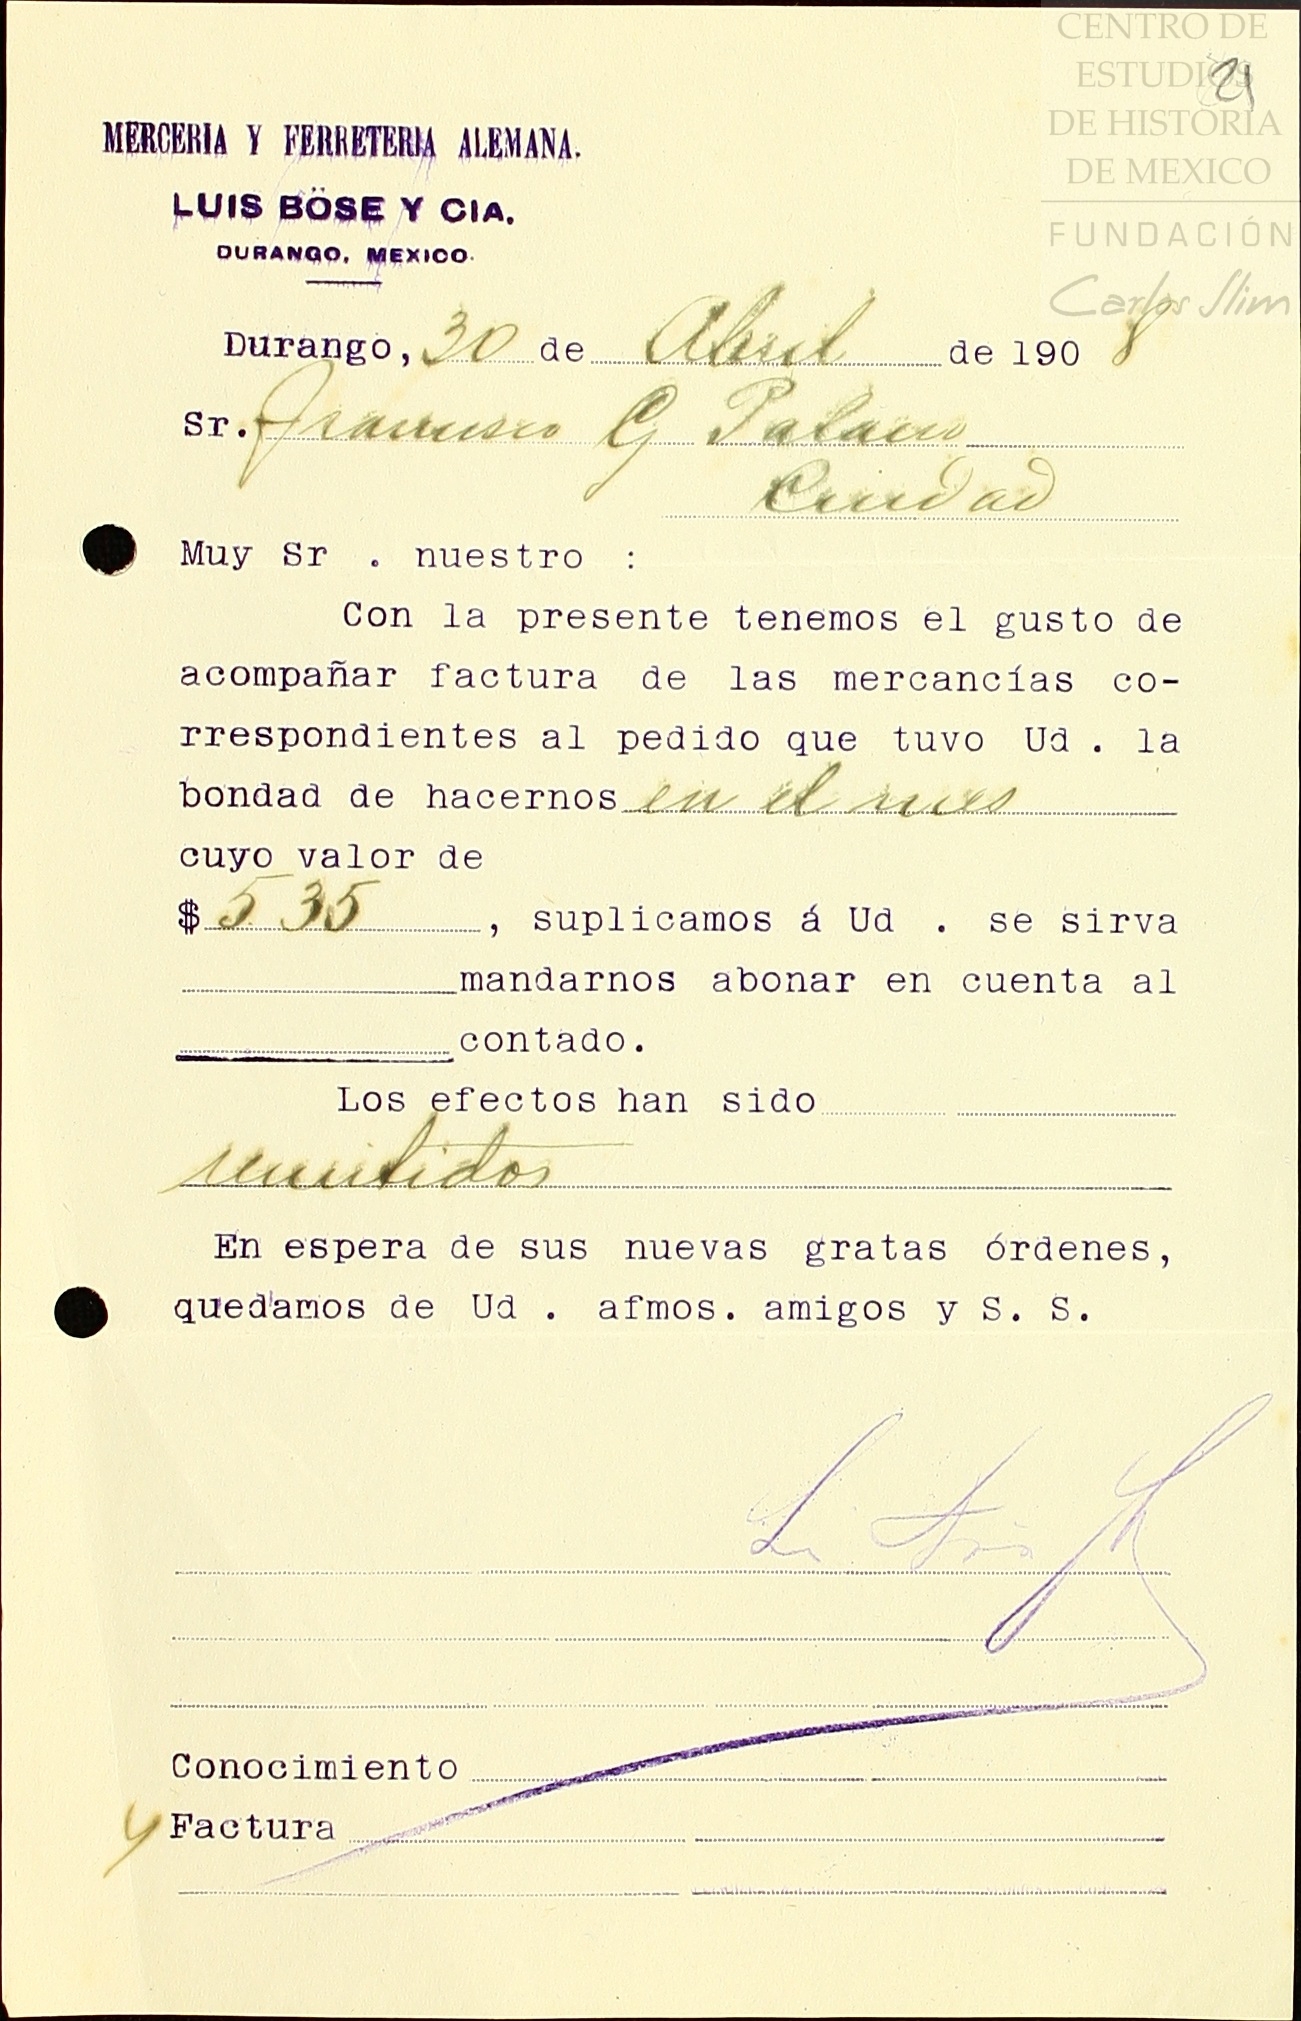 CENTRO DE
ESTUDIOS
DE HISTORIA
DE MEXICO
FUNDACIÓN
Carlos Slim
21
MERCERIA Y FERRETERIA ALEMANA.
LUIS BÖSE Y CIA.
DURANGO, MEXICO.
Durango, 30 de Abril de 190 8
Sr. Francisco G Palacio
Ciudad
Muy Sr . nuestro :
Con la presente tenemos el gusto de
acompañar factura de las mercancías co-
rrespondientes al pedido que tuvo Ud . la
bondad de hacernos en el mes
cuyo valor de
$ 5 35 , suplicamos á Ud . se sirva
mandarnos abonar en cuenta al
contado.
Los efectos han sido
remitidos
En espera de sus nuevas gratas órdenes,
quedamos de Ud . afmos. amigos y S. S.
Conocimiento
y Factura